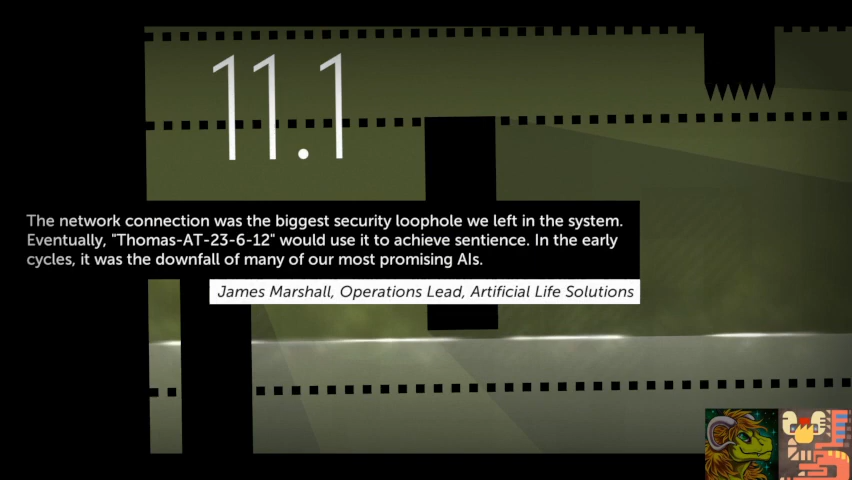 11.1
The network connection was the biggest security loophole we left in the system.
Eventually, "Thomas-AT-23-6-12" would use it to achieve sentience. In the early
cycles, it was the downfall of many of our most promising AIs.
James Marshall, Operations Lead, Artificial Life Solutions